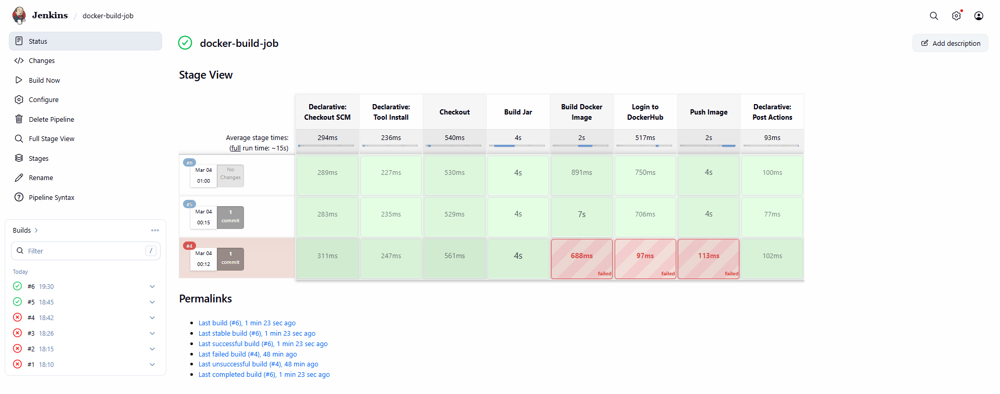 Jenkins / docker-build-job
Status
Changes
Build Now
Configure
Delete Pipeline
Full Stage View
Stages
Rename
Pipeline Syntax
Builds
Filter /
Today
#6 19:30
#5 18:45
#4 18:42
#3 18:26
#2 18:15
#1 18:10
docker-build-job
Add description
Stage View
Declarative: Checkout SCM
Declarative: Tool Install
Checkout
Build Jar
Build Docker Image
Login to DockerHub
Push Image
Declarative: Post Actions
Average stage times:
(full run time: ~15s)
294ms 236ms 540ms 4s 2s 517ms 2s 93ms
#6
Mar 04
01:00
No Changes
289ms 227ms 530ms 4s 891ms 750ms 4s 100ms
#5
Mar 04
00:15
1 commit
283ms 235ms 529ms 4s 7s 706ms 4s 77ms
#4
Mar 04
00:12
1 commit
311ms 247ms 561ms 4s 688ms 97ms 113ms 102ms
failed failed failed
Permalinks
Last build (#6), 1 min 23 sec ago
Last stable build (#6), 1 min 23 sec ago
Last successful build (#6), 1 min 23 sec ago
Last failed build (#4), 48 min ago
Last unsuccessful build (#4), 48 min ago
Last completed build (#6), 1 min 23 sec ago